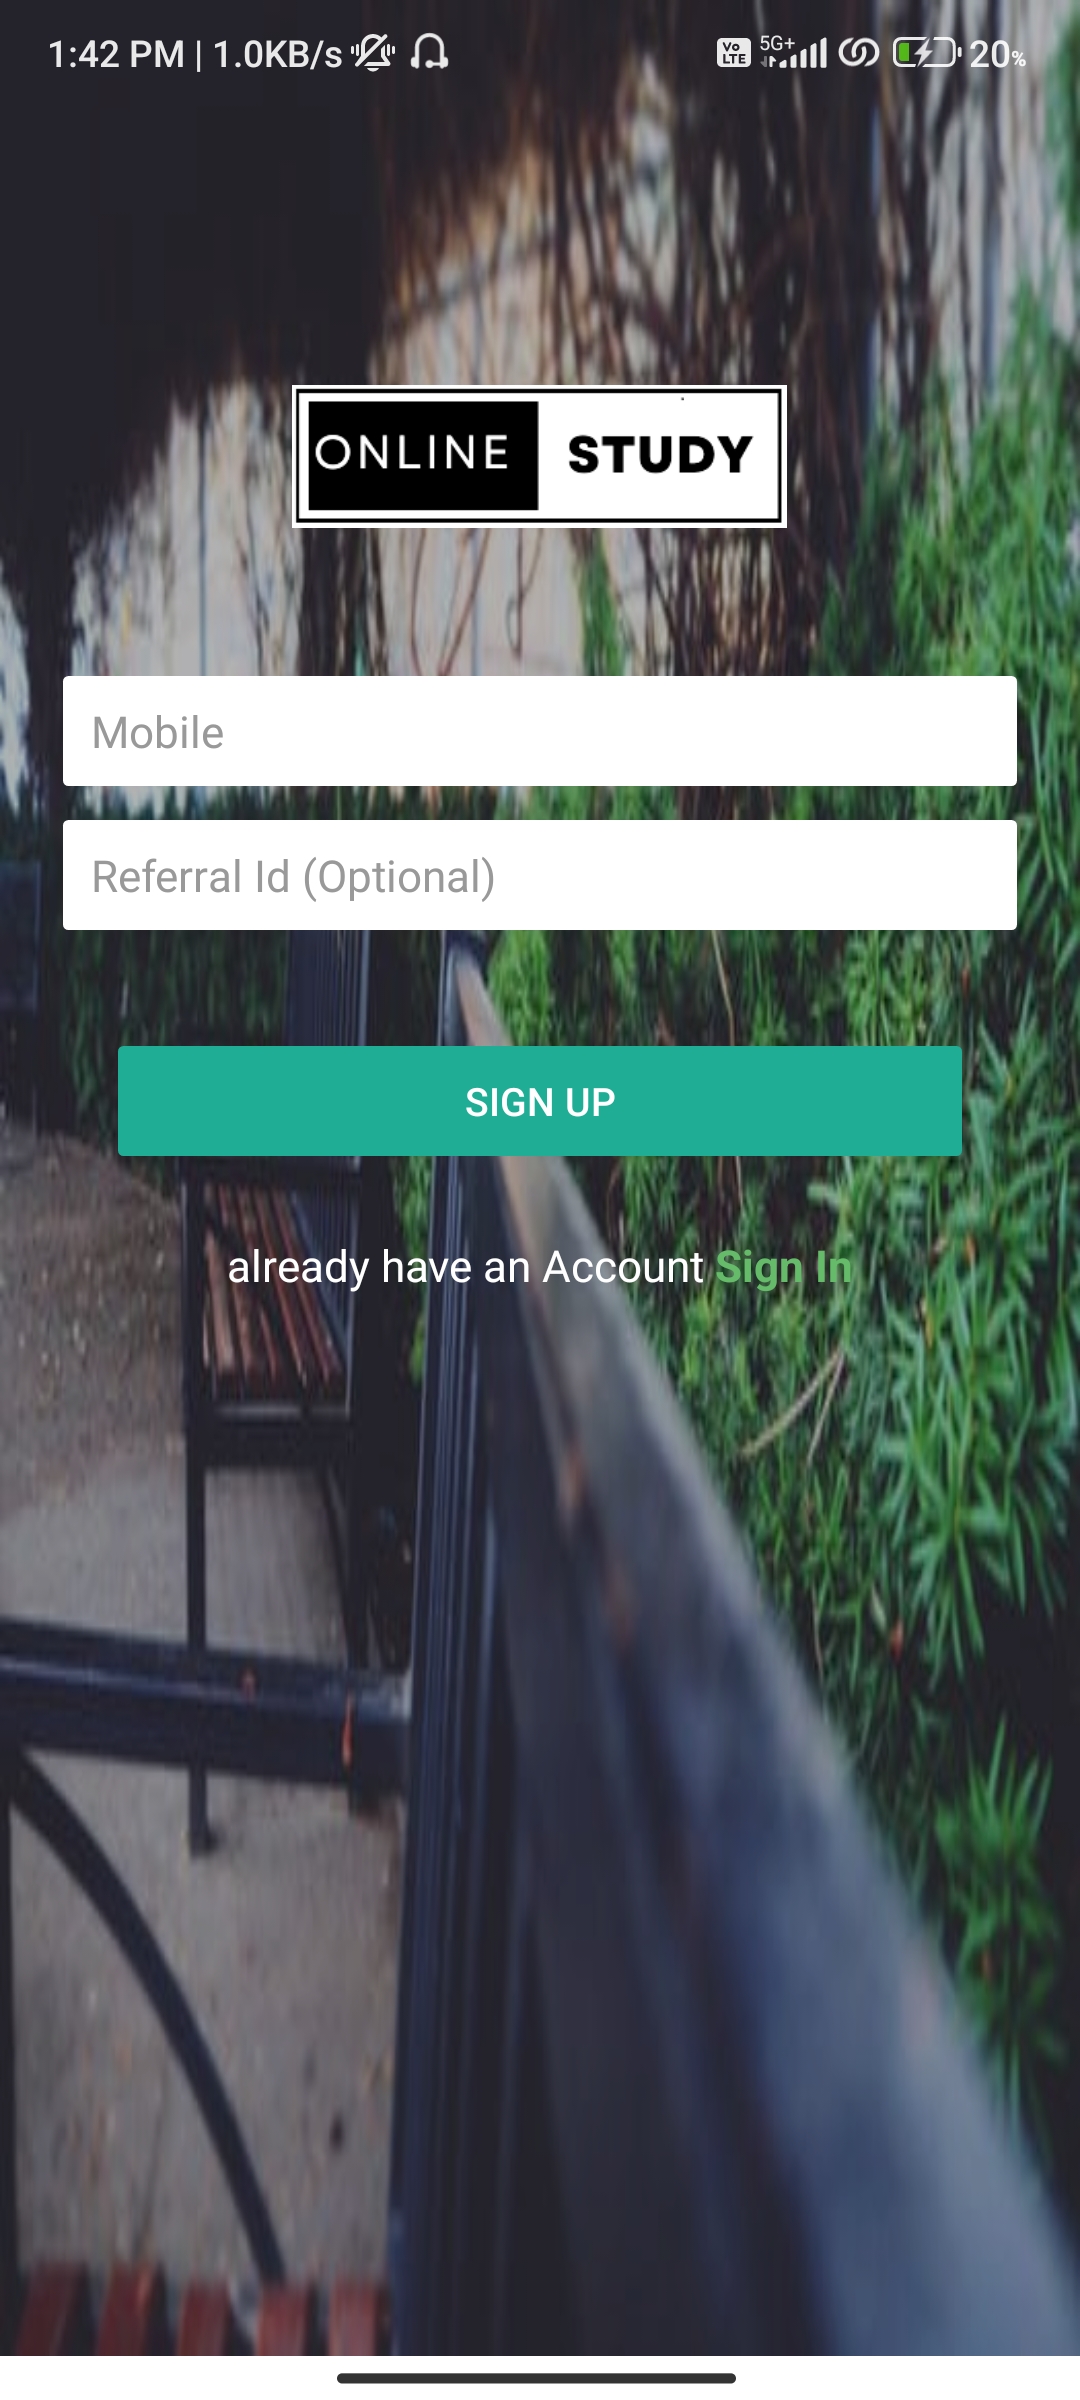 1:42 PM | 1.0KB/s Vo LTE 5G+ 20%
ONLINE STUDY
Mobile
Referral Id (Optional)
SIGN UP
already have an Account Sign In